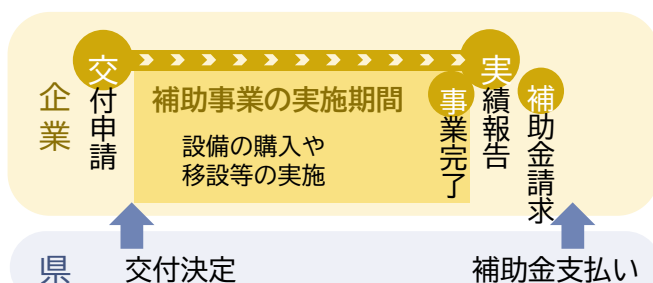 企業
交付申請
補助事業の実施期間
設備の購入や
移設等の実施
事業完了
実績報告
補助金請求
県
交付決定
補助金支払い